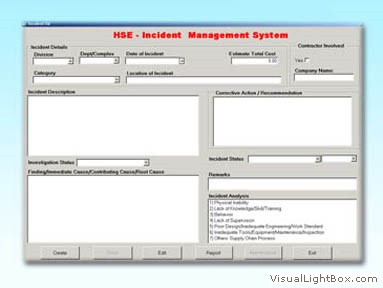 HSE - Incident Management System
Incident Details
Contractor Involved
Division
Dept/Complex
Date of Incident
Estimate Total Cost
0.00
Yes
Category
Location of Incident
Company Name:
Incident Description
Corrective Action / Recommendation
Investigation Status
Incident Status
Finding/Immediate Cause/Contributing Cause/Root Cause
Remarks
Incident Analysis
1) Physical Inability
2) Lack of Knowledge/Skill/Training
3) Behavior
4) Lack of Supervision
5) Poor Design/Inadequate Engineering/Work Standard
6) Inadequate Tools/Equipment/Maintenance/Inspection
7) Others: Supply Chain Process
Create
Edit
Report
Exit
VisualLightBox.com